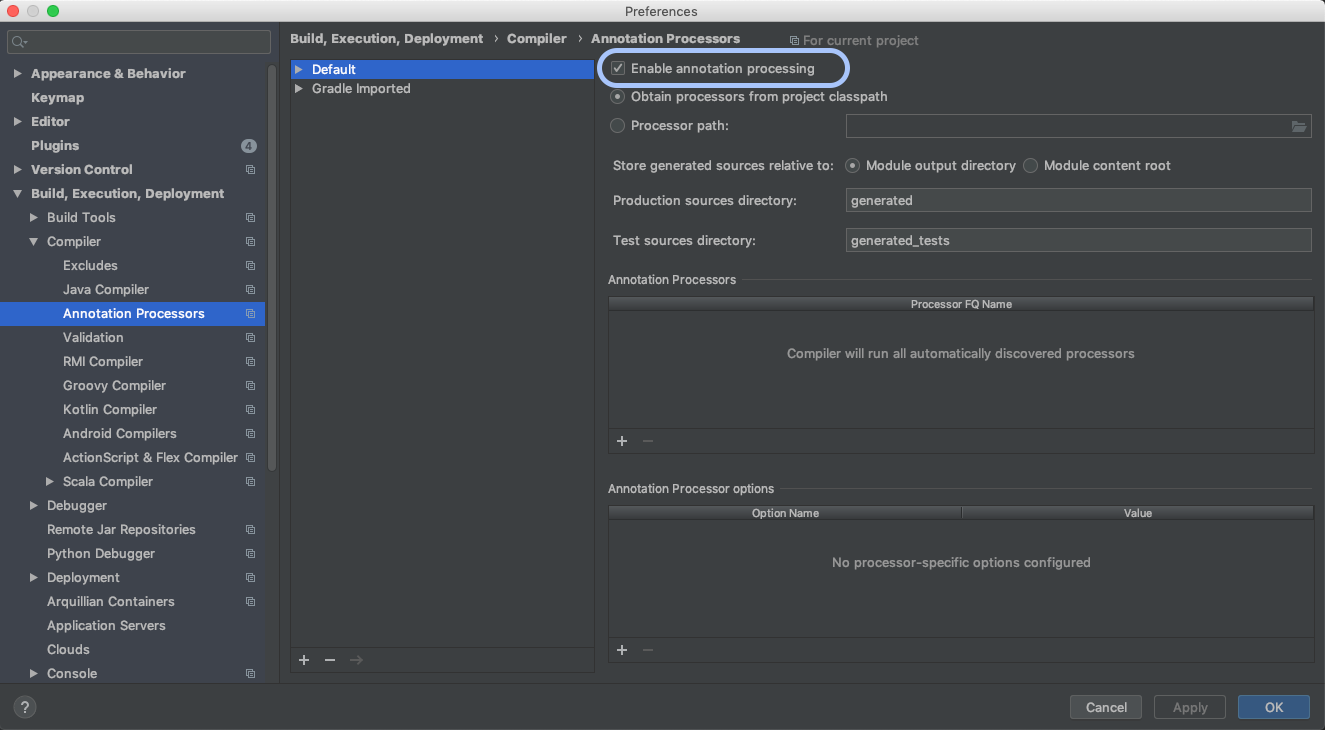 Preferences
Appearance & Behavior
Keymap
Editor
Plugins 4
Version Control
Build, Execution, Deployment
Build Tools
Compiler
Excludes
Java Compiler
Annotation Processors
Validation
RMI Compiler
Groovy Compiler
Kotlin Compiler
Android Compilers
ActionScript & Flex Compiler
Scala Compiler
Debugger
Remote Jar Repositories
Python Debugger
Deployment
Arquillian Containers
Application Servers
Clouds
Console
Build, Execution, Deployment › Compiler › Annotation Processors For current project
Default
Gradle Imported
Enable annotation processing
Obtain processors from project classpath
Processor path:
Store generated sources relative to: Module output directory Module content root
Production sources directory: generated
Test sources directory: generated_tests
Annotation Processors
Processor FQ Name
Compiler will run all automatically discovered processors
Annotation Processor options
Option Name Value
No processor-specific options configured
? Cancel Apply OK